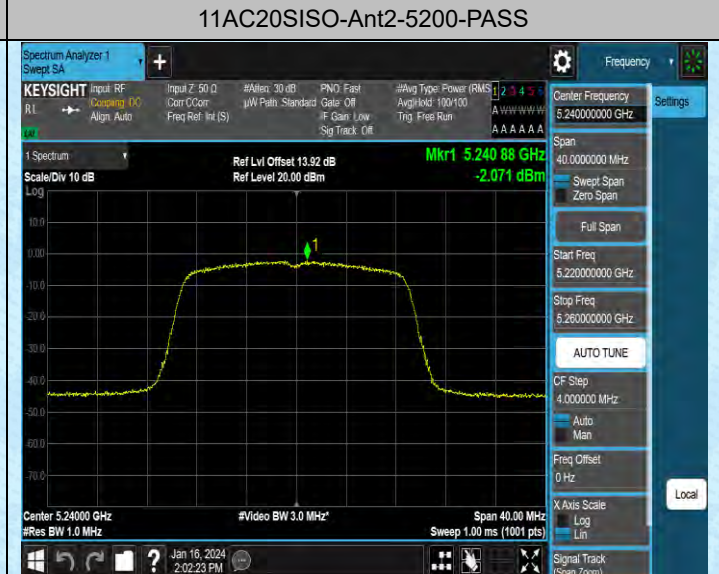 11AC20SISO-Ant2-5200-PASS
Spectrum Analyzer 1
Swept SA
Frequency
KEYSIGHT
RL
Input: RF
Coupling: DC
Align: Auto
Input Z: 50 Ω
Corr CCorr
Freq Ref: Int (S)
#Atten: 30 dB
µW Path: Standard
PNO: Fast
Gate: Off
IF Gain: Low
Sig Track: Off
#Avg Type: Power (RMS
Avg|Hold: 100/100
Trig: Free Run
1 2 3 4 5 6
A W W W W W
A A A A A A
Settings
Center Frequency
5.240000000 GHz
Span
40.0000000 MHz
Swept Span
Zero Span
Full Span
Start Freq
5.220000000 GHz
Stop Freq
5.260000000 GHz
AUTO TUNE
CF Step
4.000000 MHz
Auto
Man
Freq Offset
0 Hz
X Axis Scale
Log
Lin
Signal Track
(Span Zoom)
Local
1 Spectrum
Scale/Div 10 dB
Log
Ref Lvl Offset 13.92 dB
Ref Level 20.00 dBm
Mkr1 5.240 88 GHz
-2.071 dBm
10.0
0.00
-10.0
-20.0
-30.0
-40.0
-50.0
-60.0
-70.0
1
Center 5.24000 GHz
#Res BW 1.0 MHz
#Video BW 3.0 MHz*
Span 40.00 MHz
Sweep 1.00 ms (1001 pts)
?
Jan 16, 2024
2:02:23 PM